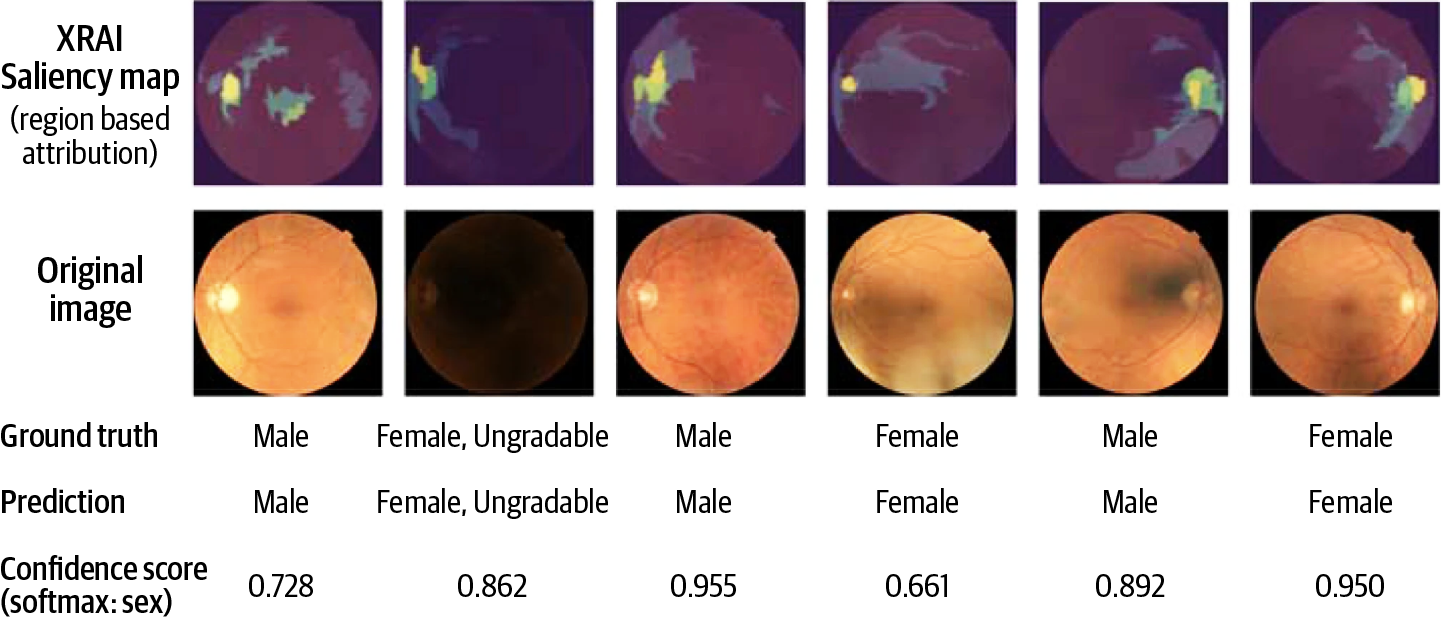 XRAI
Saliency map
(region based
attribution)
Original
image
Ground truth Male Female, Ungradable Male Female Male Female
Prediction Male Female, Ungradable Male Female Male Female
Confidence score
(softmax: sex) 0.728 0.862 0.955 0.661 0.892 0.950